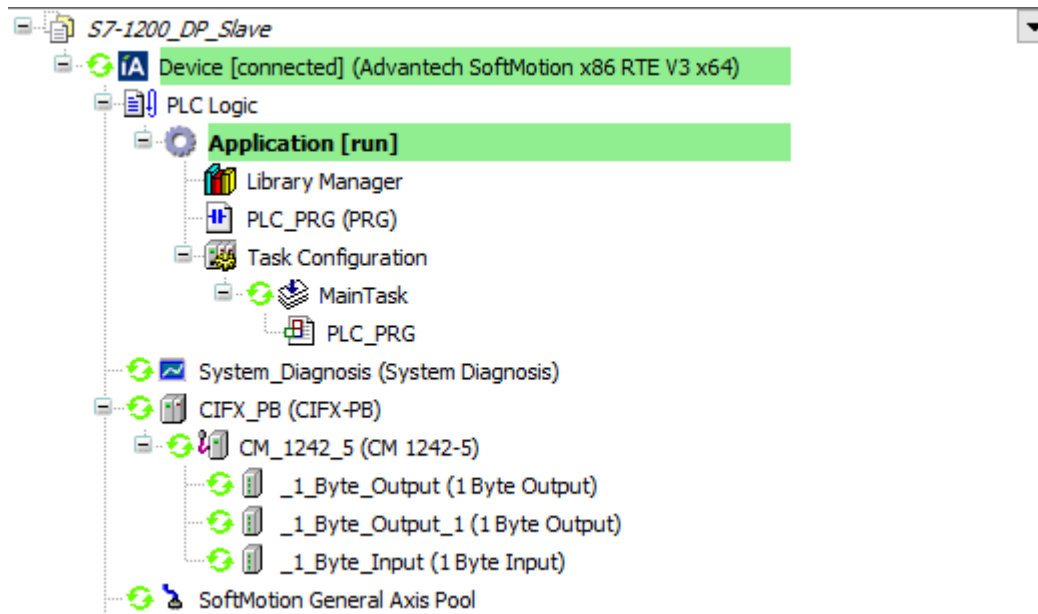 S7-1200_DP_Slave
iA Device [connected] (Advantech SoftMotion x86 RTE V3 x64)
PLC Logic
Application [run]
Library Manager
PLC_PRG (PRG)
Task Configuration
MainTask
PLC_PRG
System_Diagnosis (System Diagnosis)
CIFX_PB (CIFX-PB)
CM_1242_5 (CM 1242-5)
_1_Byte_Output (1 Byte Output)
_1_Byte_Output_1 (1 Byte Output)
_1_Byte_Input (1 Byte Input)
SoftMotion General Axis Pool